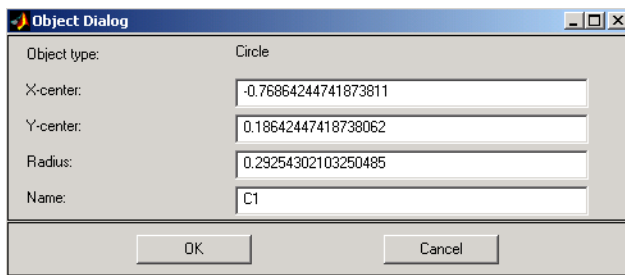 Object Dialog
Object type: Circle
X-center: -0.76864244741873811
Y-center: 0.18642447418738062
Radius: 0.29254302103250485
Name: C1
OK Cancel